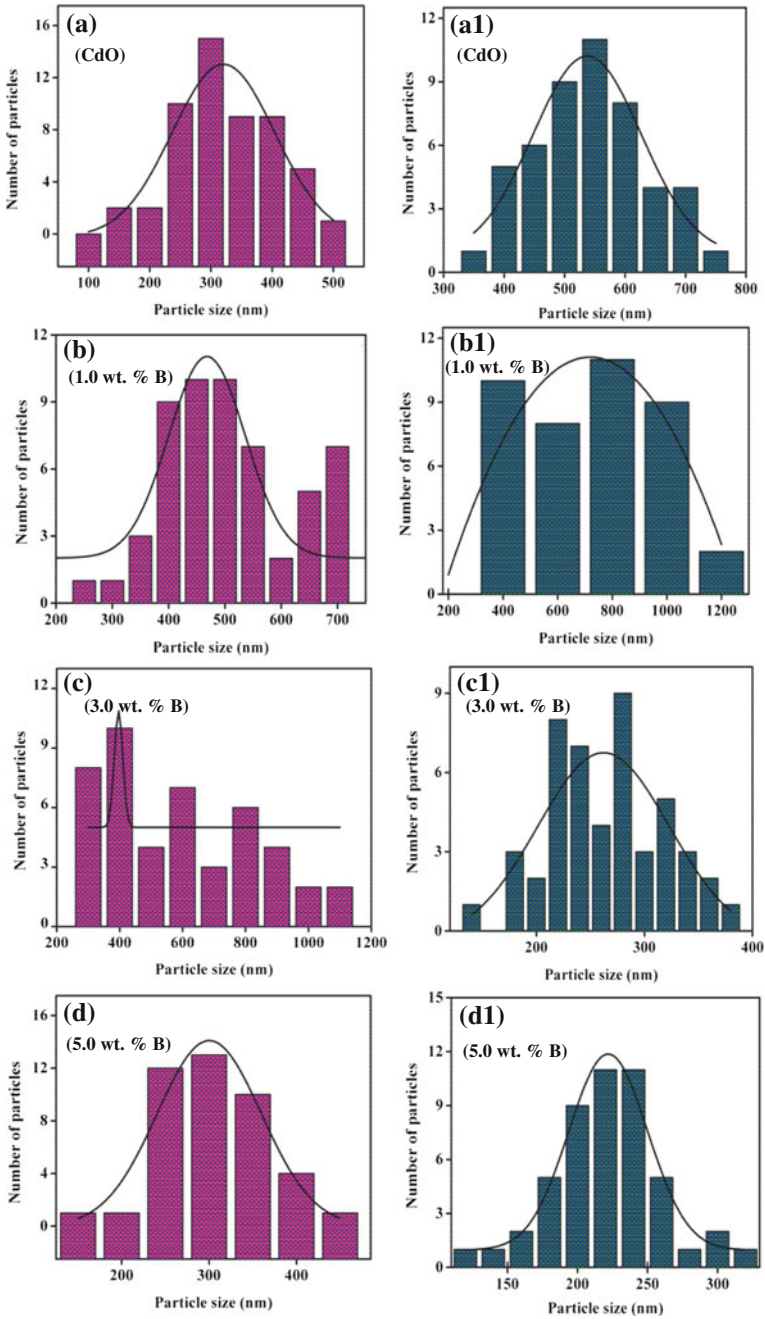 (a)
(CdO)
16
12
8
4
0
Number of particles
100 200 300 400 500
Particle size (nm)
(a1)
(CdO)
12
9
6
3
0
Number of particles
300 400 500 600 700 800
Particle size (nm)
(b)
(1.0 wt. % B)
12
9
6
3
0
Number of particles
200 300 400 500 600 700
Particle size (nm)
(b1)
(1.0 wt. % B)
12
9
6
3
0
Number of particles
200 400 600 800 1000 1200
Particle size (nm)
(c)
(3.0 wt. % B)
12
9
6
3
0
Number of particles
200 400 600 800 1000 1200
Particle size (nm)
(c1)
(3.0 wt. % B)
9
6
3
0
Number of particles
200 300 400
Particle size (nm)
(d)
(5.0 wt. % B)
16
12
8
4
0
Number of particles
200 300 400
Particle size (nm)
(d1)
(5.0 wt. % B)
15
12
9
6
3
0
Number of particles
150 200 250 300
Particle size (nm)